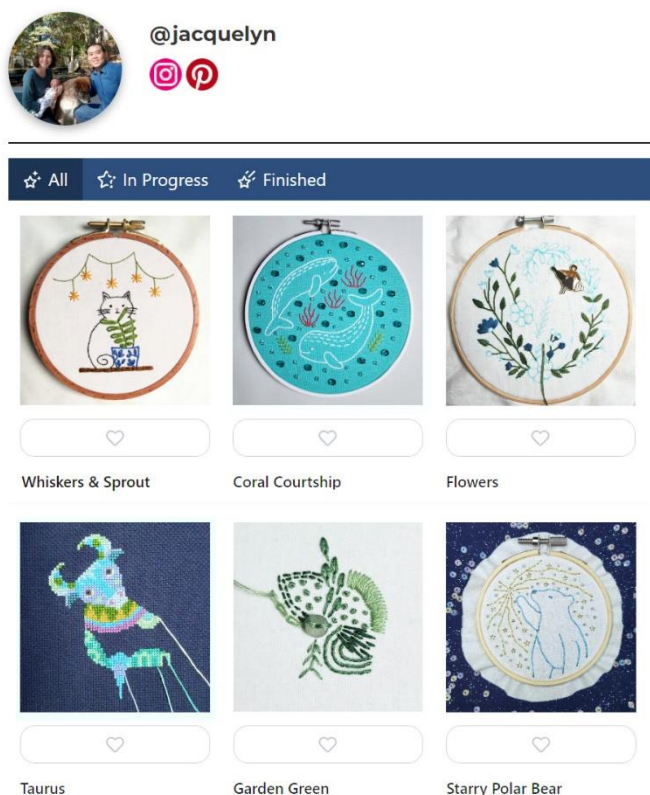 @jacquelyn
All
In Progress
Finished
Whiskers & Sprout
Coral Courtship
Flowers
Taurus
Garden Green
Starry Polar Bear